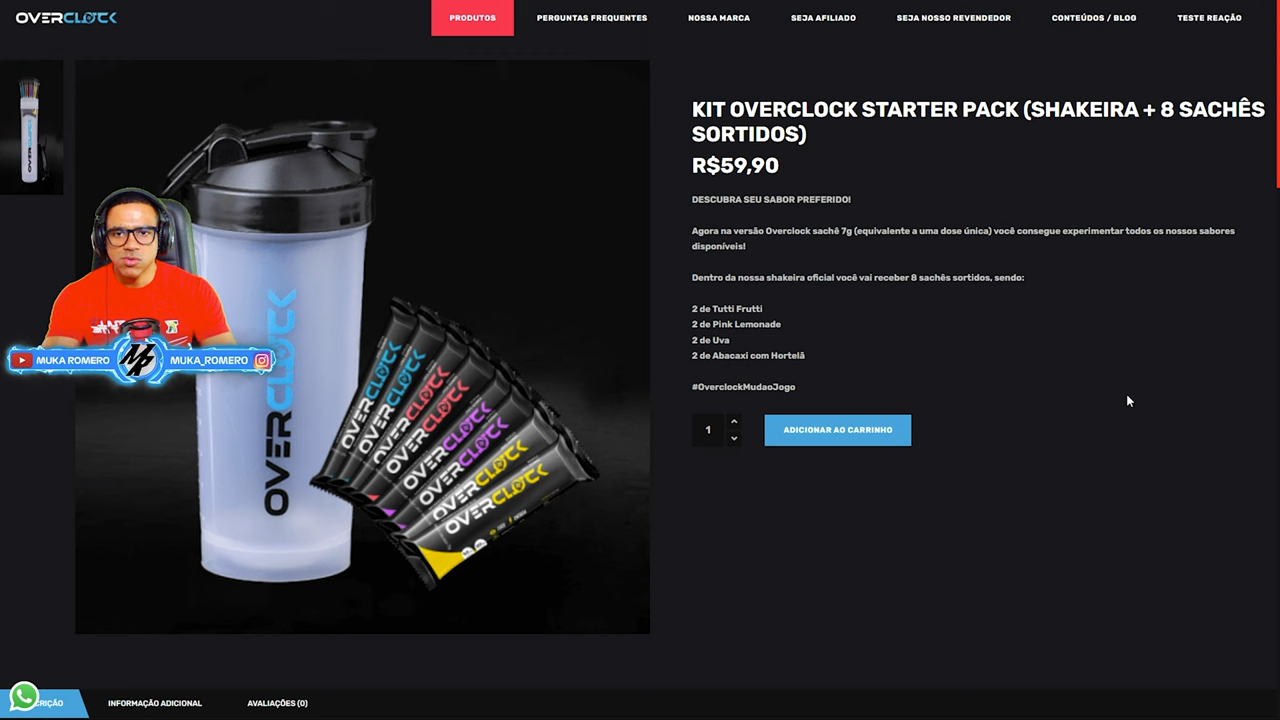 OVERCLOCK
PRODUTOS
PERGUNTAS FREQUENTES
NOSSA MARCA
SEJA AFILIADO
SEJA NOSSO REVENDEDOR
CONTEÚDOS / BLOG
TESTE REAÇÃO
KIT OVERCLOCK STARTER PACK (SHAKEIRA + 8 SACHÊS
SORTIDOS)
R$59,90
DESCUBRA SEU SABOR PREFERIDO!
Agora na versão Overclock sachê 7g (equivalente a uma dose única) você consegue experimentar todos os nossos sabores
disponíveis!
Dentro da nossa shakeira oficial você vai receber 8 sachês sortidos, sendo:
2 de Tutti Frutti
2 de Pink Lemonade
2 de Uva
2 de Abacaxi com Hortelã
#OverclockMudaoJogo
1
ADICIONAR AO CARRINHO
OVERCLOCK
OVERCLOCK
OVERCLOCK
OVERCLOCK
OVERCLOCK
OVERCLOCK
OVERCLOCK
OVERCLOCK
OVERCLOCK
OVERCLOCK
MUKA ROMERO
MUKA_ROMERO
CRIÇÃO
INFORMAÇÃO ADICIONAL
AVALIAÇÕES (0)